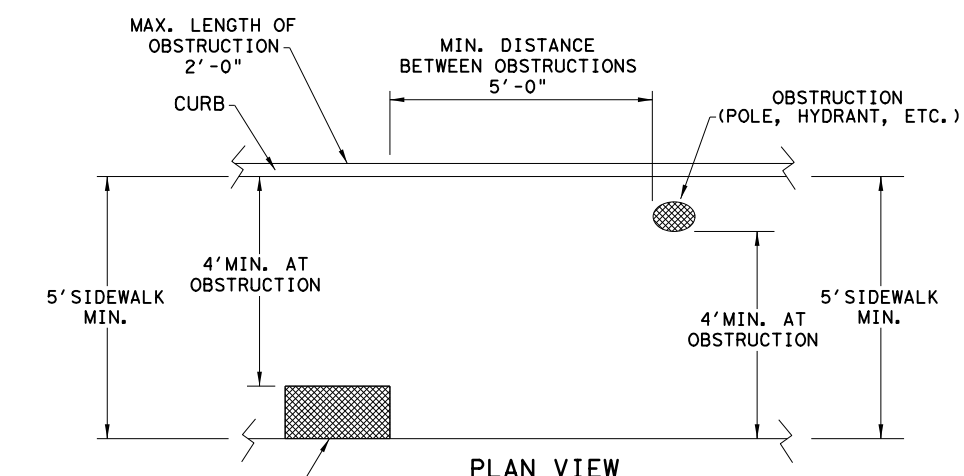 MAX. LENGTH OF
OBSTRUCTION
2'-0"
MIN. DISTANCE
BETWEEN OBSTRUCTIONS
5'-0"
CURB
OBSTRUCTION
(POLE, HYDRANT, ETC.)
4'MIN. AT
OBSTRUCTION
5'SIDEWALK
MIN.
4'MIN. AT
OBSTRUCTION
5'SIDEWALK
MIN.
PLAN VIEW